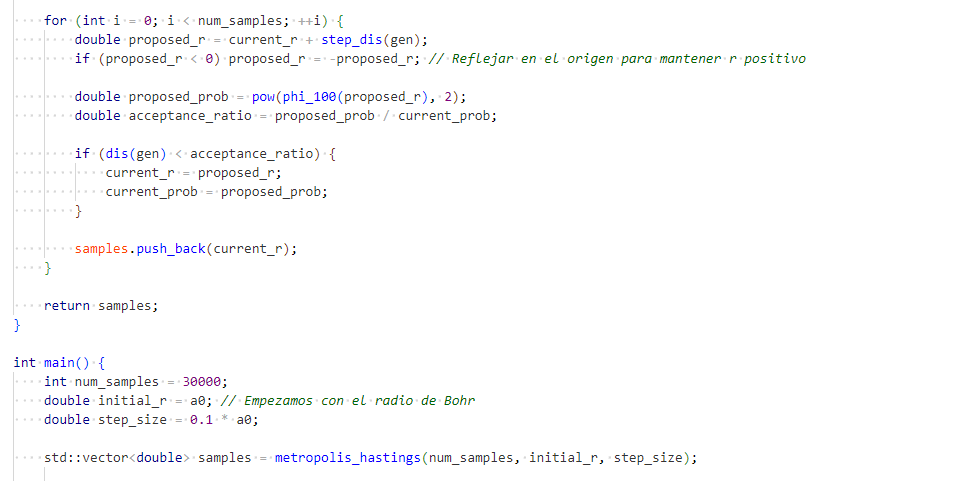 for (int i = 0; i < num_samples; ++i) {
double proposed_r = current_r + step_dis(gen);
if (proposed_r < 0) proposed_r = -proposed_r; // Reflejar en el origen para mantener r positivo
double proposed_prob = pow(phi_100(proposed_r), 2);
double acceptance_ratio = proposed_prob / current_prob;
if (dis(gen) < acceptance_ratio) {
current_r = proposed_r;
current_prob = proposed_prob;
}
samples.push_back(current_r);
}
return samples;
}
int main() {
int num_samples = 30000;
double initial_r = a0; // Empezamos con el radio de Bohr
double step_size = 0.1 * a0;
std::vector<double> samples = metropolis_hastings(num_samples, initial_r, step_size);